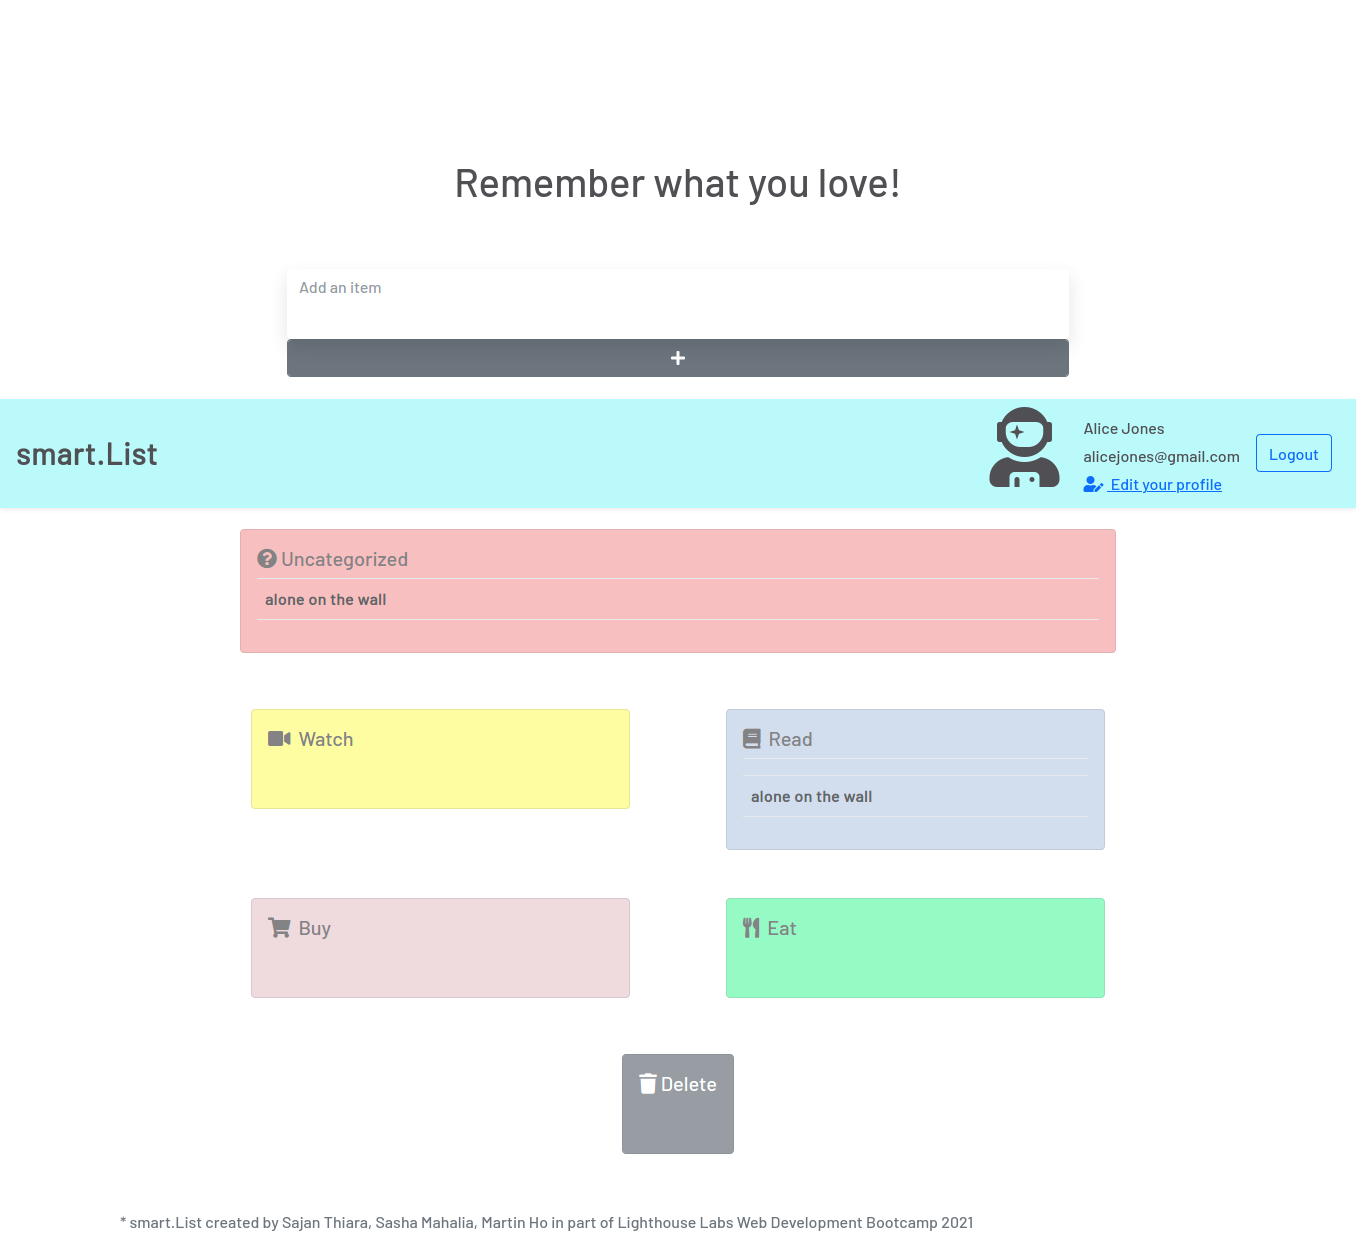 Remember what you love!
Add an item
smart.List
Alice Jones
alicejones@gmail.com
Edit your profile
Logout
Uncategorized
alone on the wall
Watch
Read
alone on the wall
Buy
Eat
Delete
* smart.List created by Sajan Thiara, Sasha Mahalia, Martin Ho in part of Lighthouse Labs Web Development Bootcamp 2021